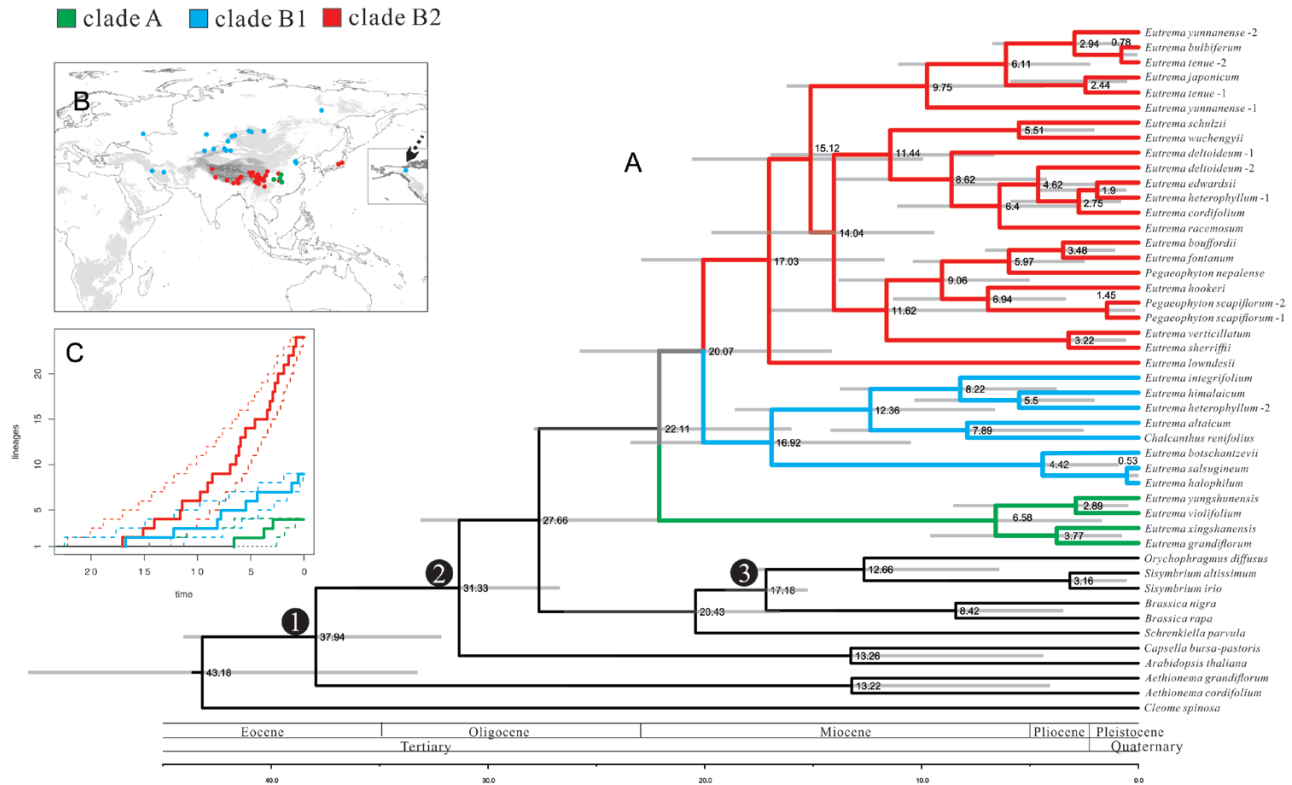 clade A clade B1 clade B2
B
A
C
20
15
10
5
1
lineages
20 15 10 5 0
time
Eutrema yunnanense -2
Eutrema bulbiferum
Eutrema tenue -2
Eutrema japonicum
Eutrema tenue -1
Eutrema yunnanense -1
Eutrema schulzii
Eutrema wuchengyii
Eutrema deltoideum -1
Eutrema deltoideum -2
Eutrema edwardsii
Eutrema heterophyllum -1
Eutrema cordifolium
Eutrema racemosum
Eutrema bouffordii
Eutrema fontanum
Pegaeophyton nepalense
Eutrema hookeri
Pegaeophyton scapiflorum -2
Pegaeophyton scapiflorum -1
Eutrema verticillatum
Eutrema sherriffii
Eutrema lowndesii
Eutrema integrifolium
Eutrema himalaicum
Eutrema heterophyllum -2
Eutrema altaicum
Chalcanthus renifolius
Eutrema botschantzevii
Eutrema salsugineum
Eutrema halophilum
Eutrema yungshunensis
Eutrema violifolium
Eutrema xingshanensis
Eutrema grandiflorum
Orychophragmus diffusus
Sisymbrium altissimum
Sisymbrium irio
Brassica nigra
Brassica rapa
Schrenkiella parvula
Capsella bursa-pastoris
Arabidopsis thaliana
Aethionema grandiflorum
Aethionema cordifolium
Cleome spinosa
2.94
0.78
6.11
2.44
9.75
15.12
5.51
11.44
8.62
4.62
1.9
2.75
6.4
14.04
3.48
5.97
9.06
6.94
1.45
11.62
3.22
17.03
20.07
8.22
5.5
12.36
7.89
16.92
4.42
0.53
22.11
2.89
6.58
3.77
27.66
12.66
3.16
3
17.18
8.42
20.43
2
31.33
13.26
1
37.94
13.22
43.18
Eocene Oligocene Miocene Pliocene Pleistocene
Tertiary Quaternary
40.0 30.0 20.0 10.0 0.0